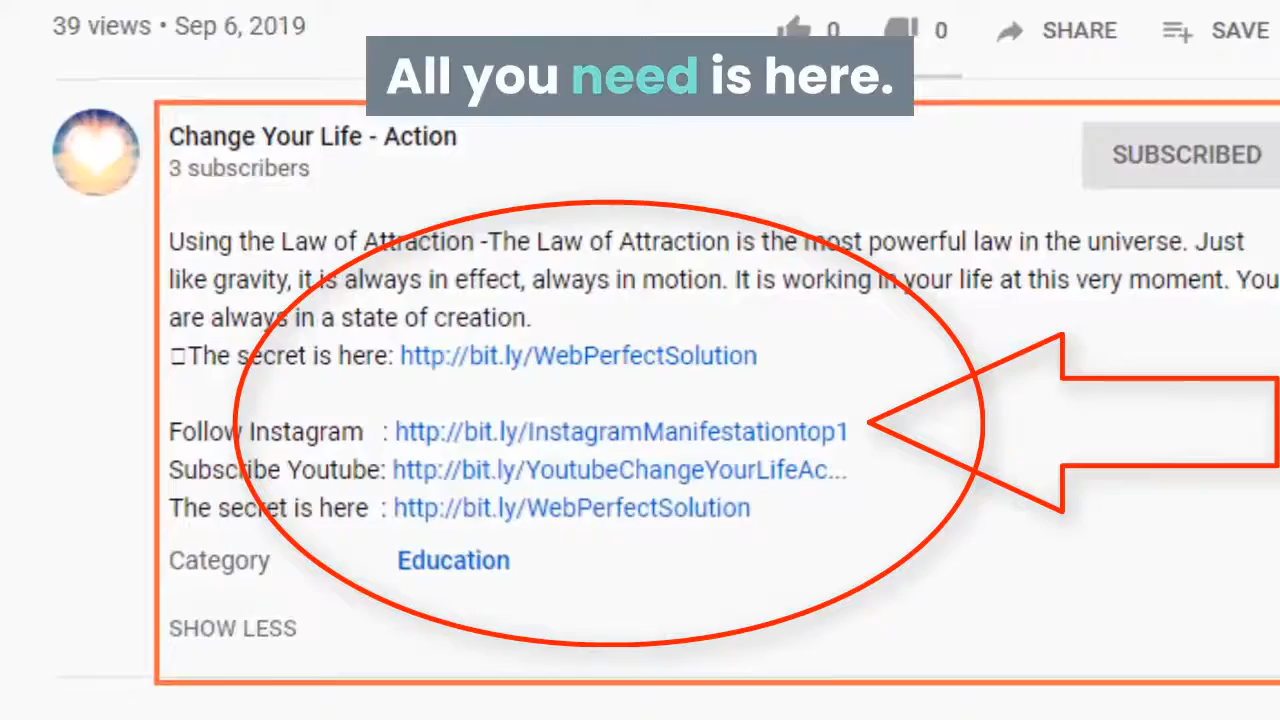 39 views • Sep 6, 2019
0 0 SHARE SAVE
All you need is here.
Change Your Life - Action
3 subscribers
SUBSCRIBED
Using the Law of Attraction -The Law of Attraction is the most powerful law in the universe. Just
like gravity, it is always in effect, always in motion. It is working in your life at this very moment. You
are always in a state of creation.
The secret is here: http://bit.ly/WebPerfectSolution
Follow Instagram : http://bit.ly/InstagramManifestationtop1
Subscribe Youtube: http://bit.ly/YoutubeChangeYourLifeAc...
The secret is here : http://bit.ly/WebPerfectSolution
Category Education
SHOW LESS